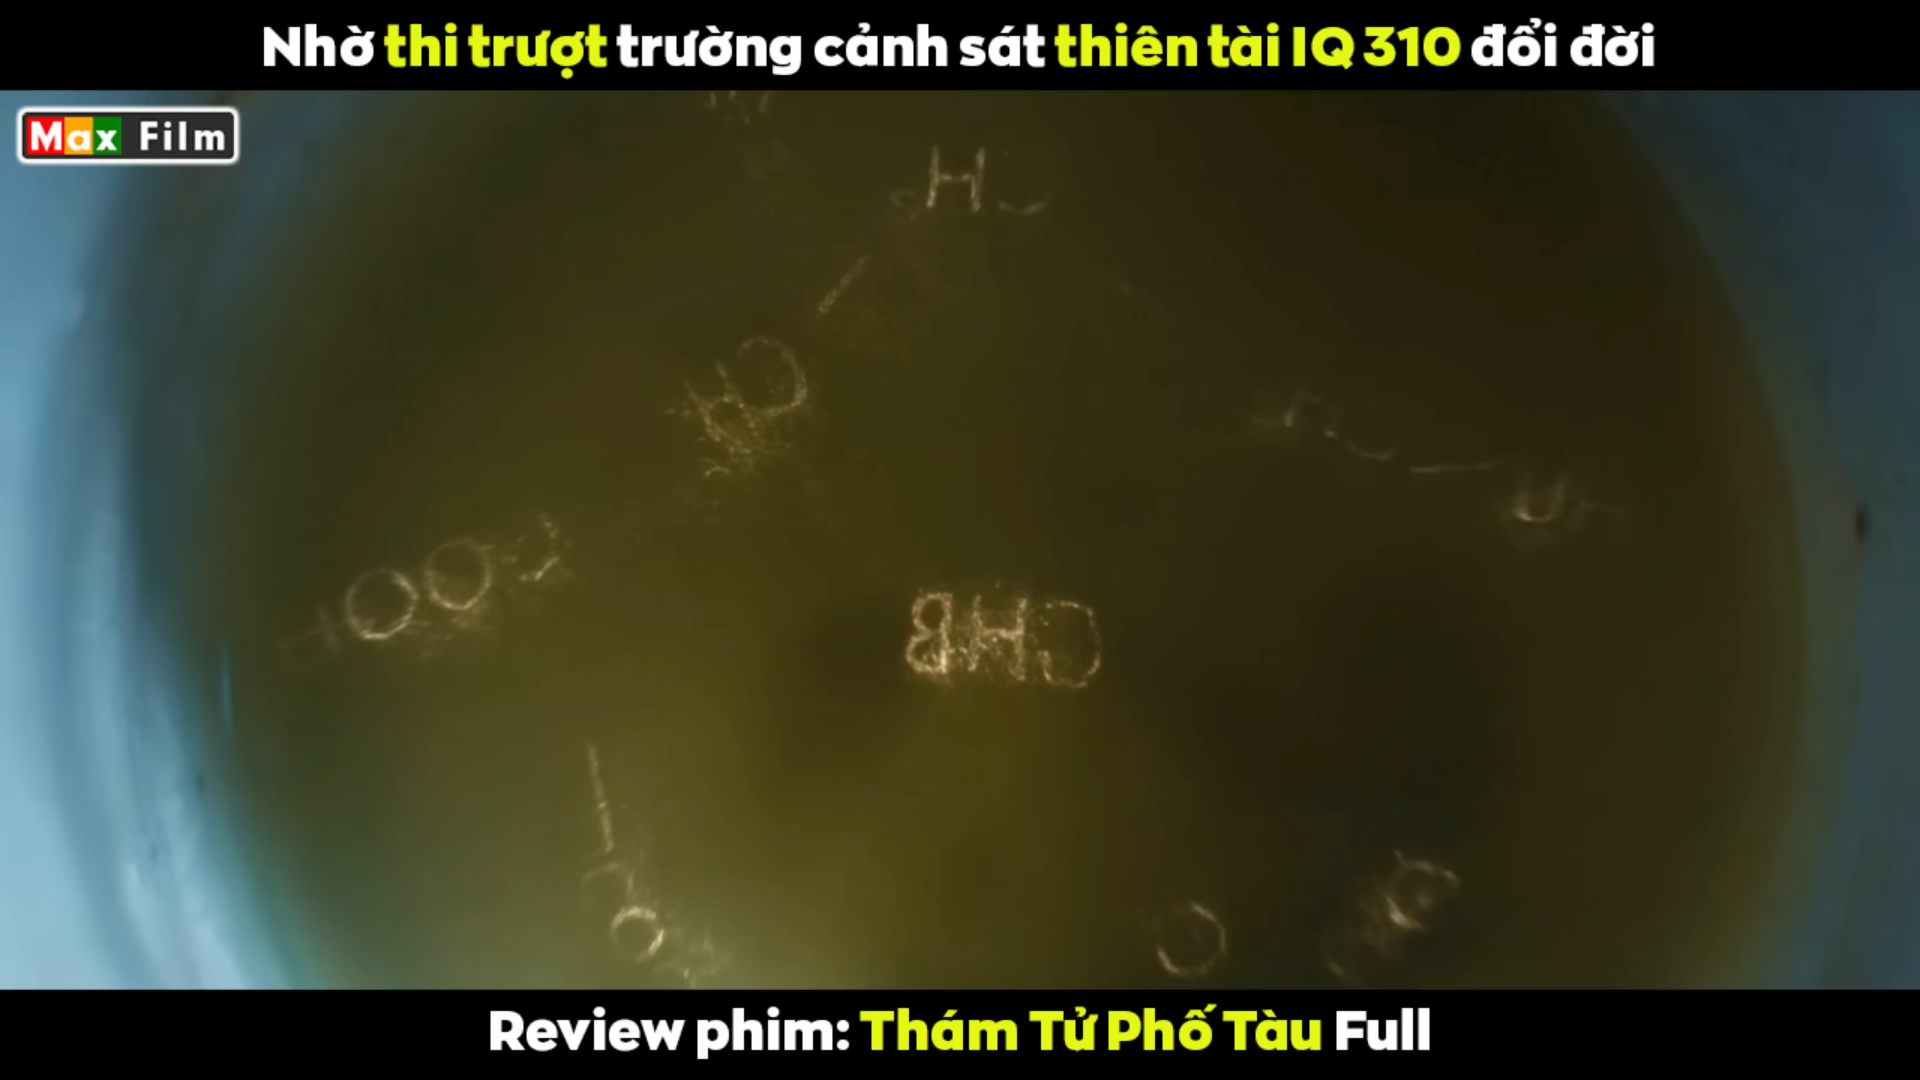 Nhờ thi trượt trường cảnh sát thiên tài IQ 310 đổi đời
Max Film
Review phim: Thám Tử Phố Tàu Full